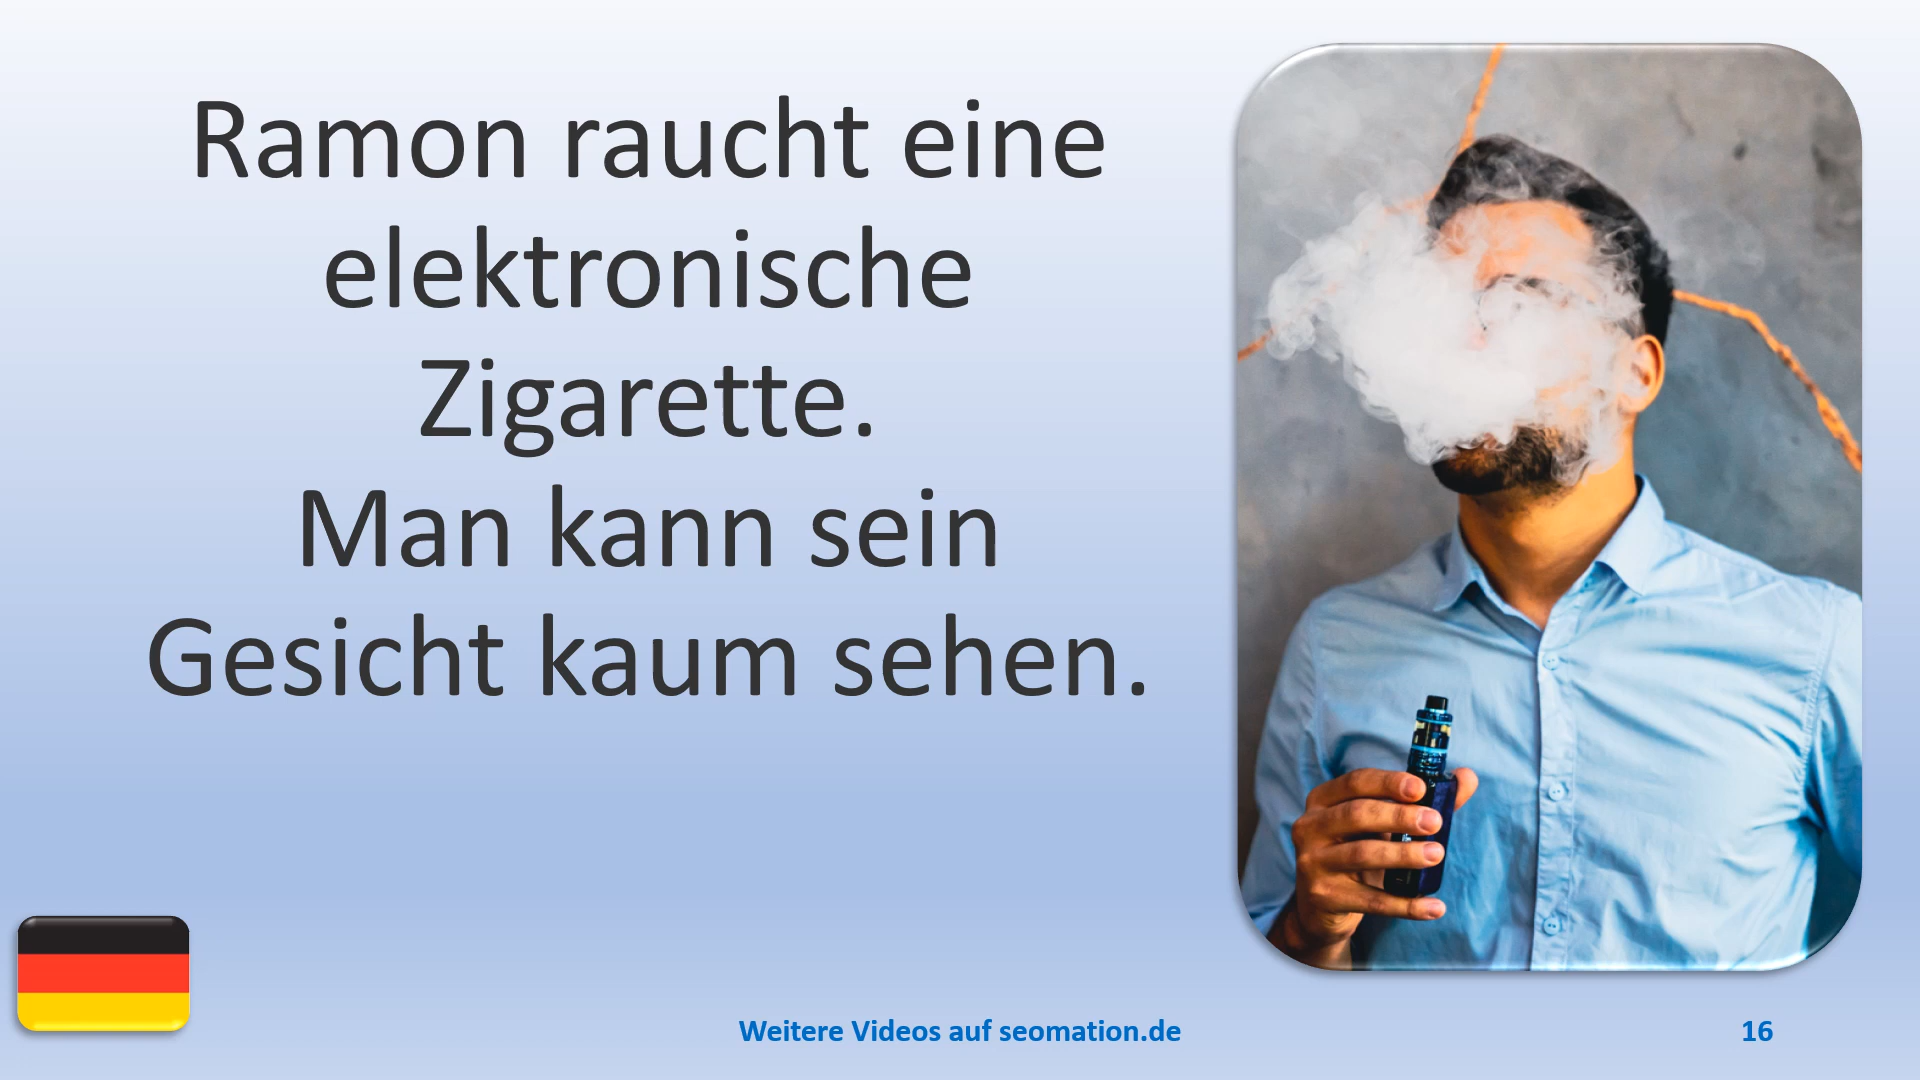 Ramon raucht eine
elektronische
Zigarette.
Man kann sein
Gesicht kaum sehen.
Weitere Videos auf seomation.de
16